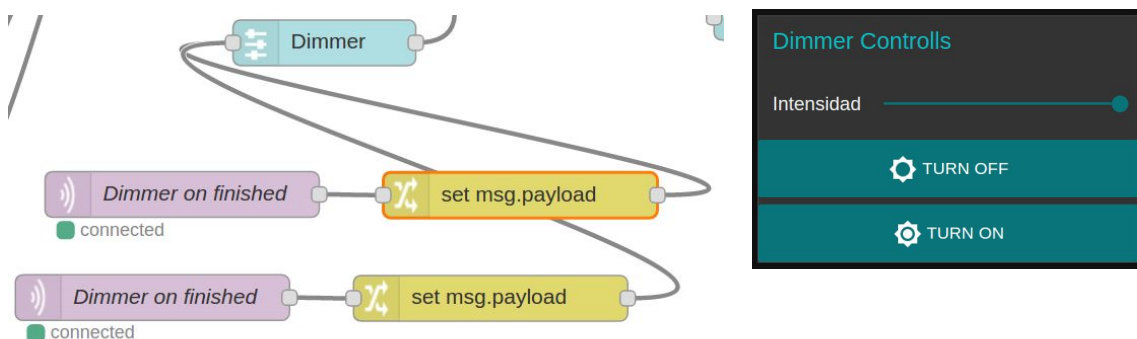 Dimmer
Dimmer on finished
set msg.payload
connected
Dimmer on finished
set msg.payload
connected
Dimmer Controlls
Intensidad
TURN OFF
TURN ON